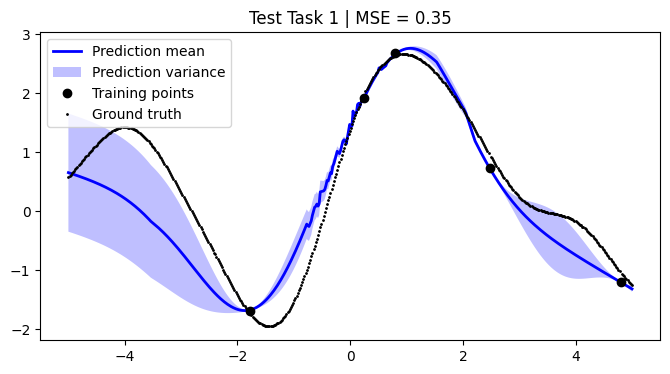 Test Task 1 | MSE = 0.35
Prediction mean
Prediction variance
Training points
Ground truth
3
2
1
0
−1
−2
−4
−2
0
2
4